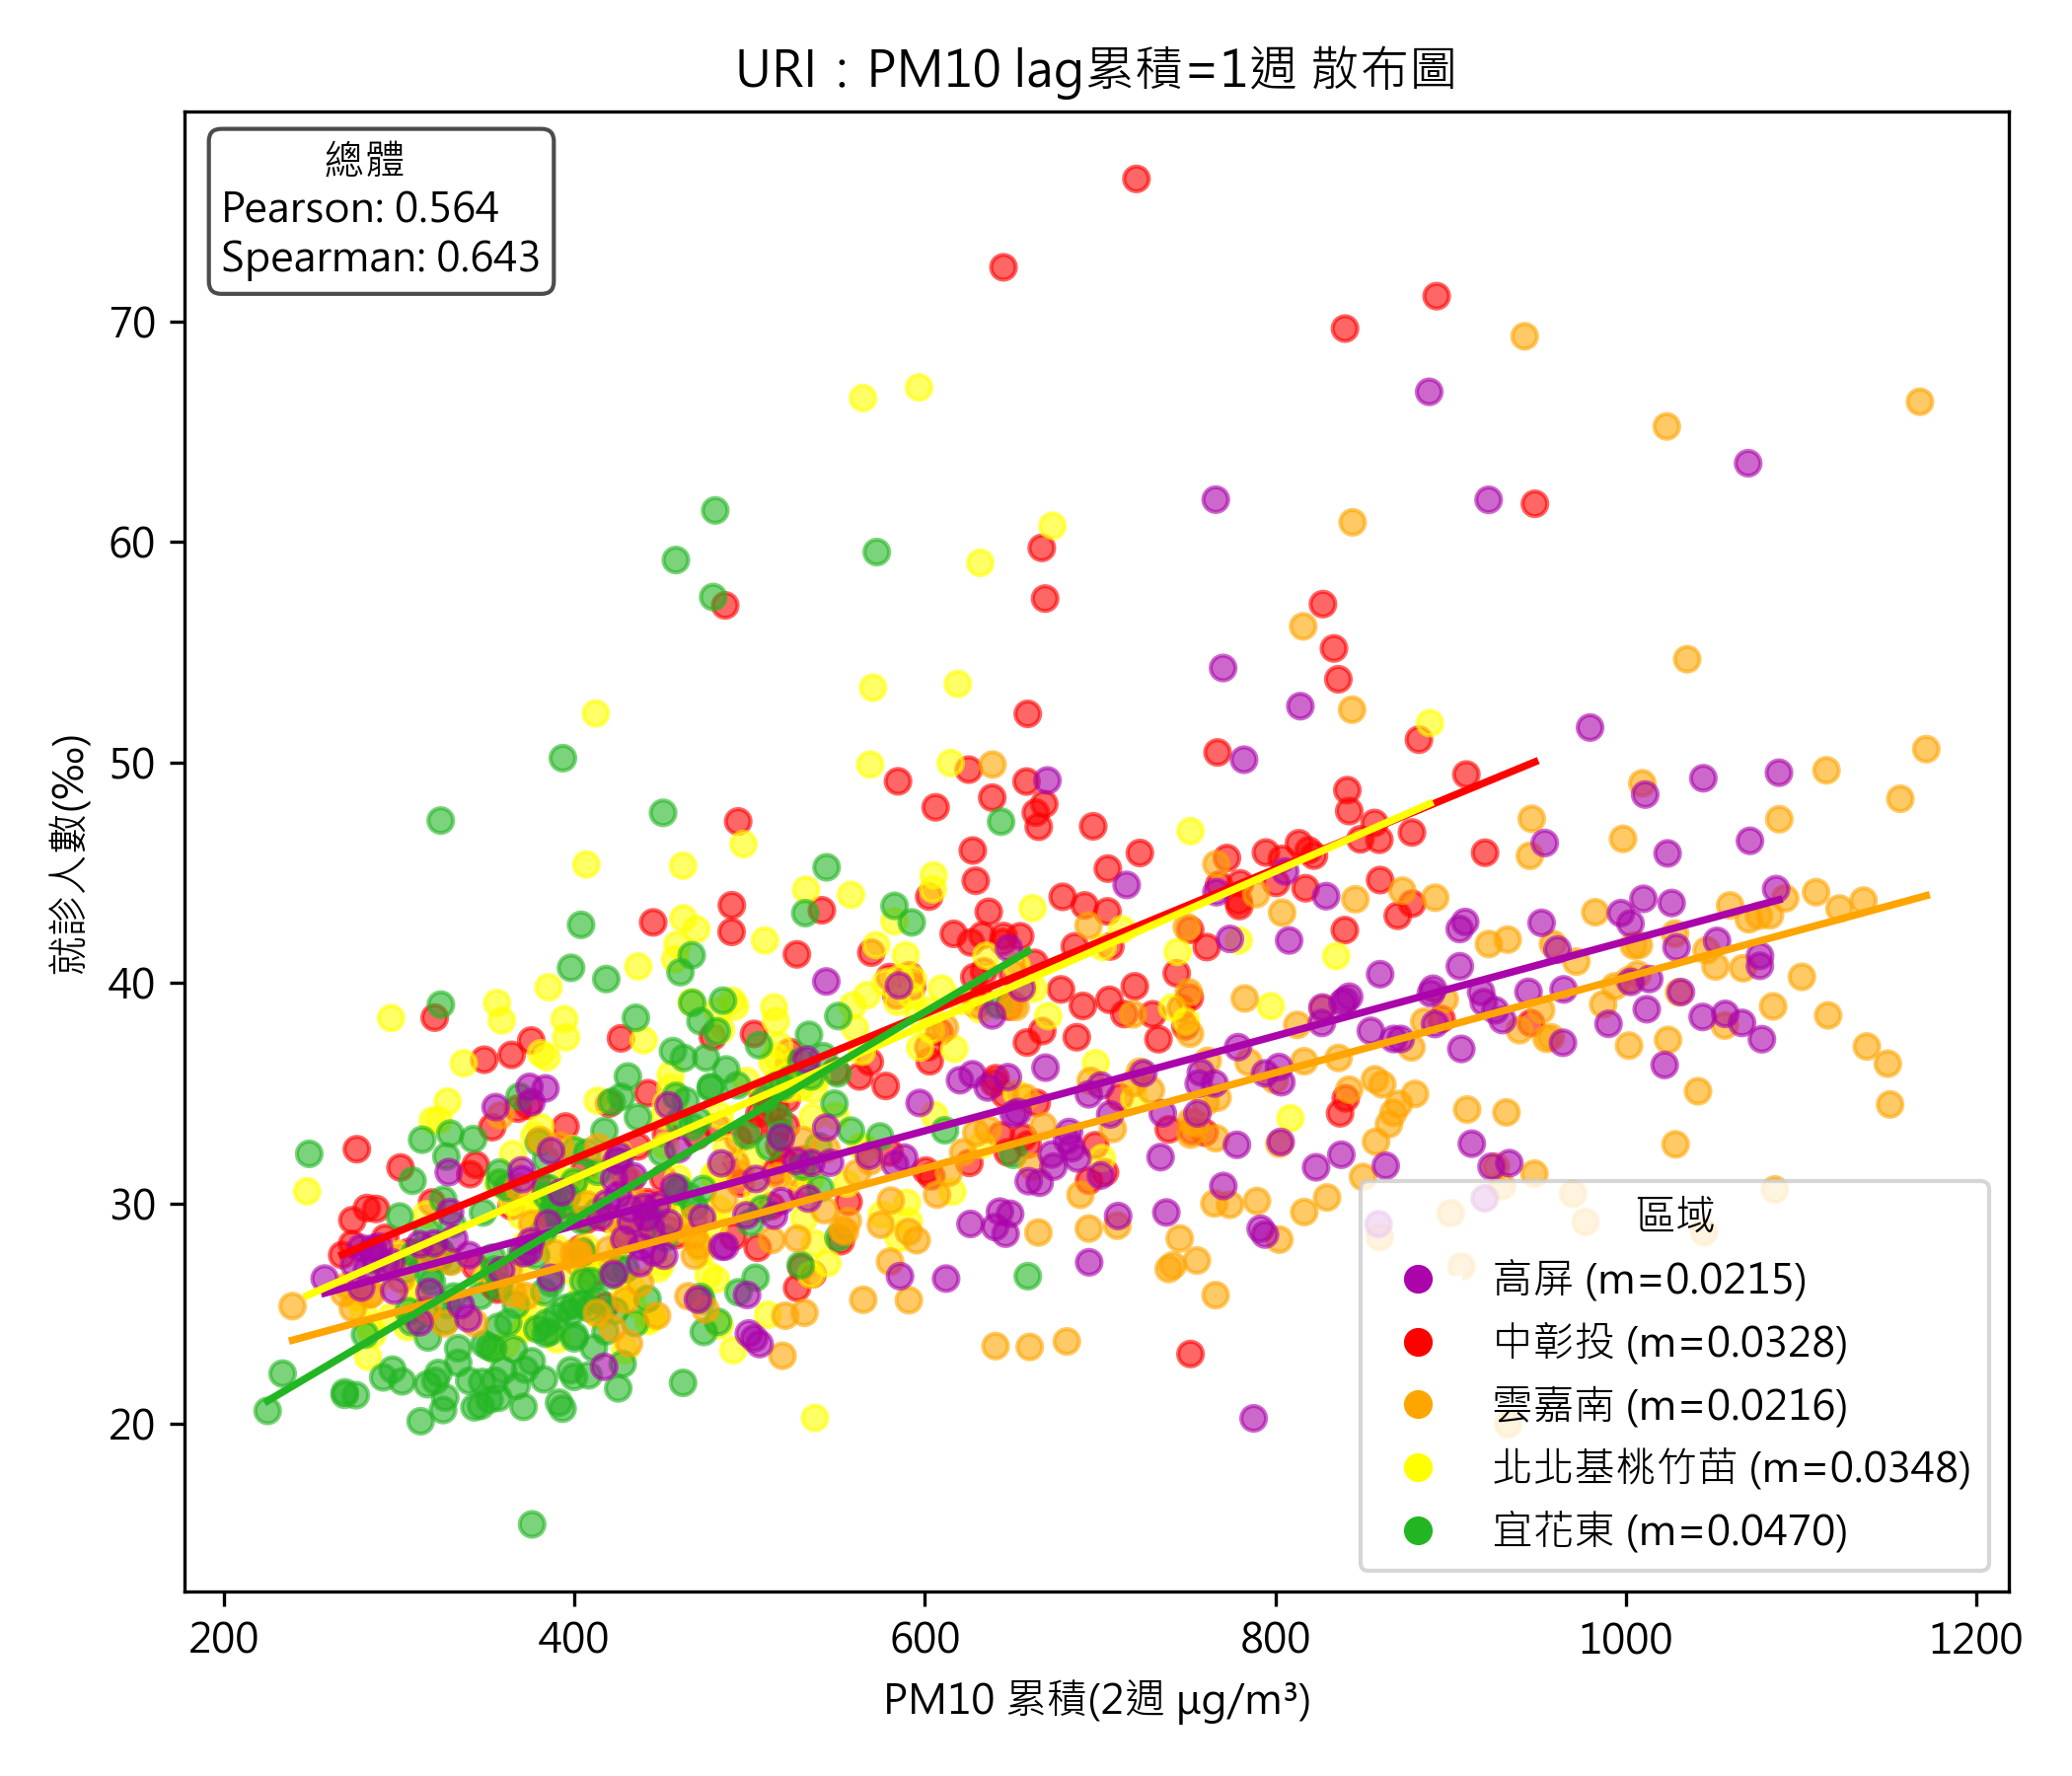 URI：PM10 lag累積=1週 散布圖
總體
Pearson: 0.564
Spearman: 0.643
就診人數(‰)
70
60
50
40
30
20
區域
高屏 (m=0.0215)
中彰投 (m=0.0328)
雲嘉南 (m=0.0216)
北北基桃竹苗 (m=0.0348)
宜花東 (m=0.0470)
200
400
600
800
1000
1200
PM10 累積(2週 μg/m³)